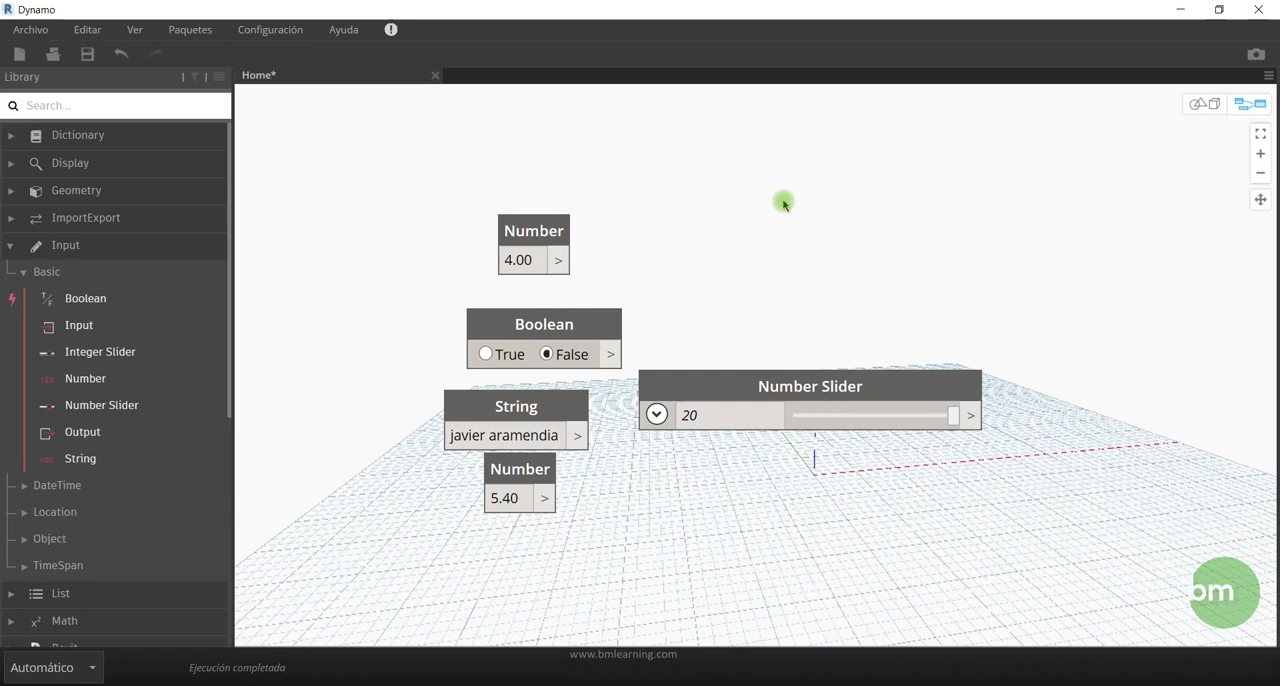 Dynamo
Archivo Editar Ver Paquetes Configuración Ayuda
Library
Home*
Search...
Dictionary
Display
Geometry
ImportExport
Input
Basic
Boolean
Input
Integer Slider
Number
Number Slider
Output
String
DateTime
Location
Object
TimeSpan
List
Math
Number
4.00 >
Boolean
True False >
String
javier aramendia >
Number
5.40 >
Number Slider
20 >
bm
www.bmlearning.com
Automático
Ejecución completada